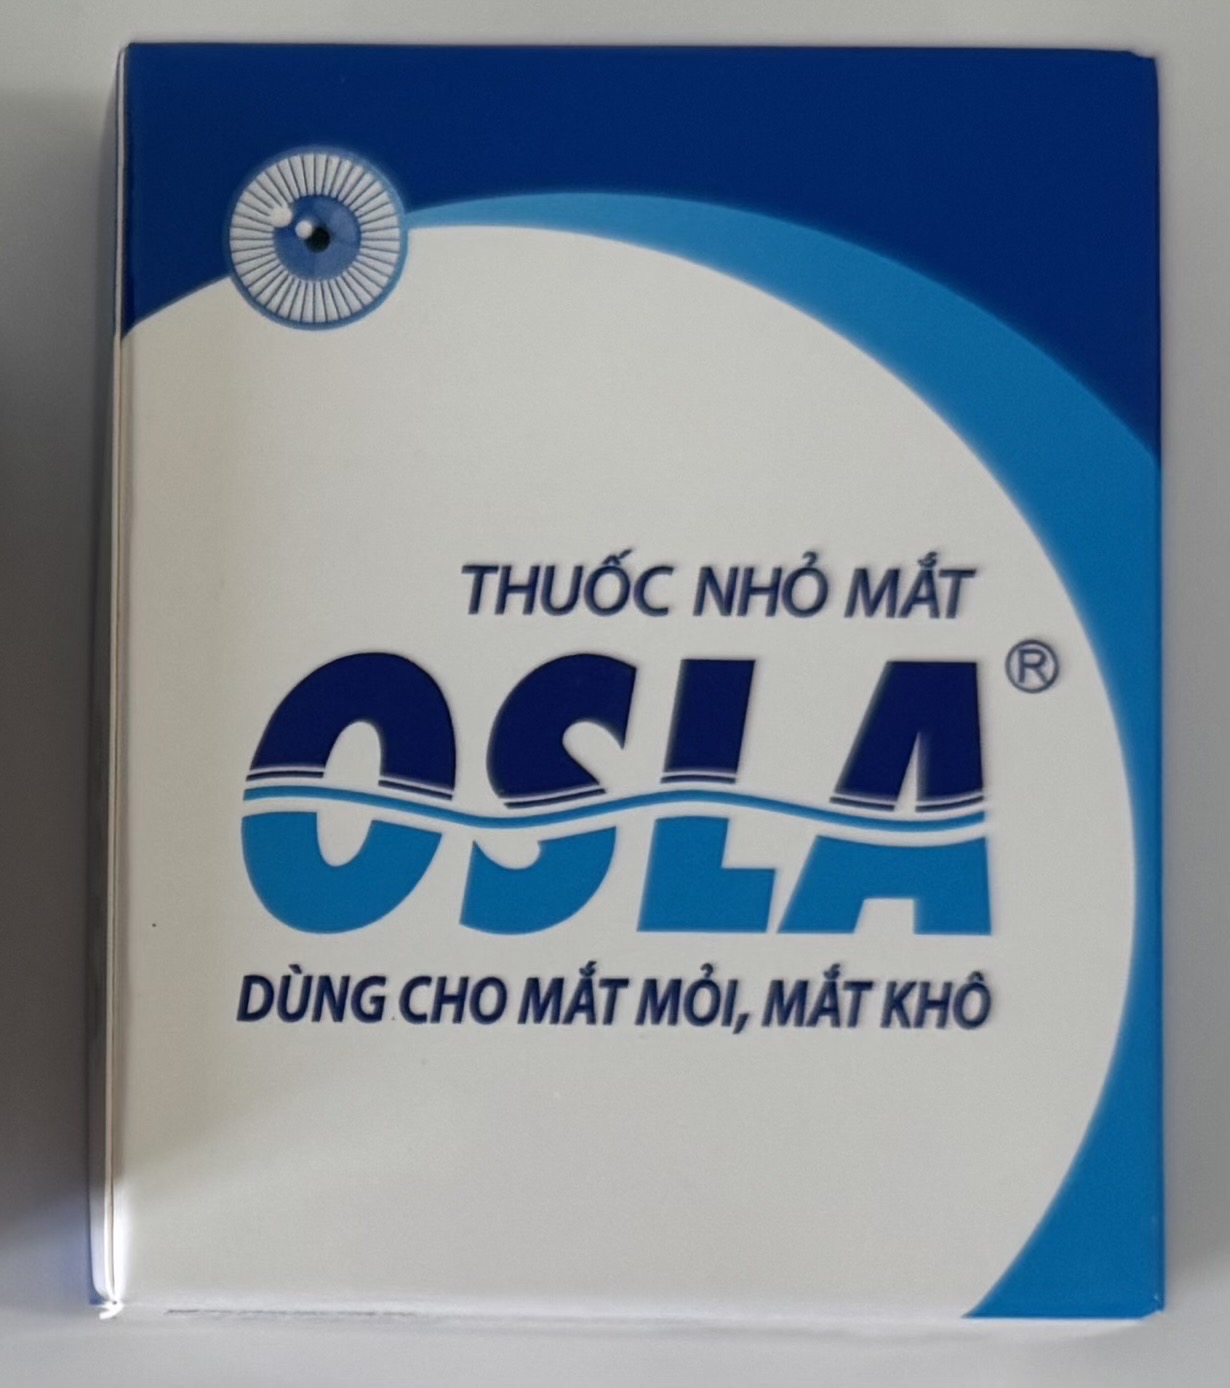 THUỐC NHỎ MẮT
OSLA®
DÙNG CHO MẮT MỎI, MẮT KHÔ